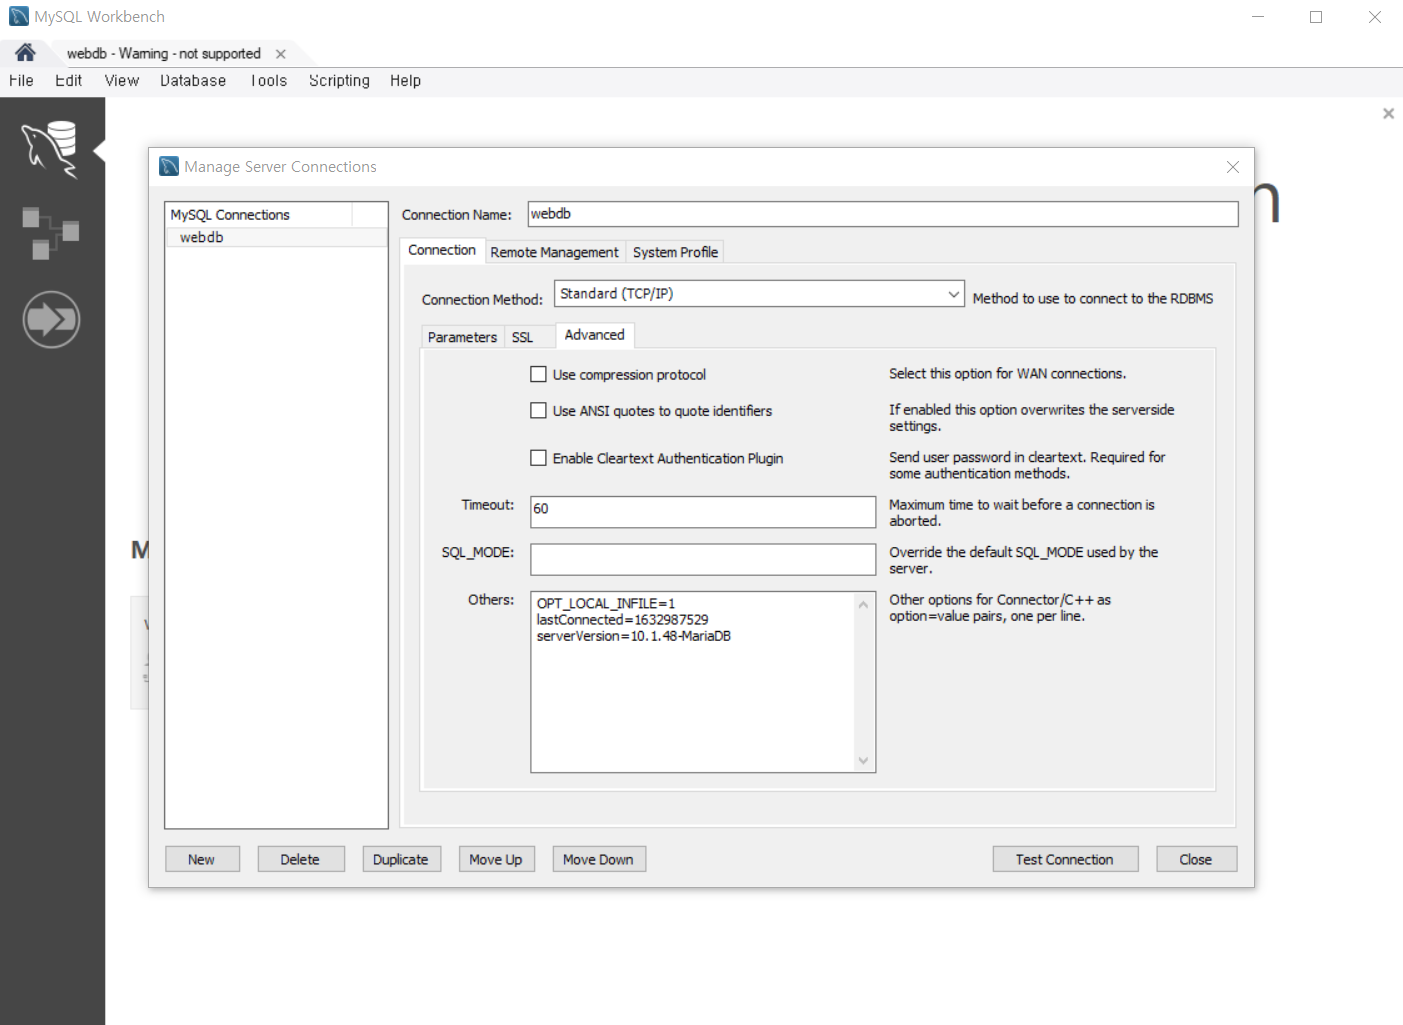 MySQL Workbench
webdb - Warning - not supported
File Edit View Database Tools Scripting Help
Manage Server Connections
MySQL Connections
webdb
Connection Name: webdb
Connection Remote Management System Profile
Connection Method: Standard (TCP/IP) Method to use to connect to the RDBMS
Parameters SSL Advanced
Use compression protocol Select this option for WAN connections.
Use ANSI quotes to quote identifiers If enabled this option overwrites the serverside
settings.
Enable Cleartext Authentication Plugin Send user password in cleartext. Required for
some authentication methods.
Timeout: 60 Maximum time to wait before a connection is
aborted.
SQL_MODE: Override the default SQL_MODE used by the
server.
Others: OPT_LOCAL_INFILE=1 Other options for Connector/C++ as
lastConnected=1632987529 option=value pairs, one per line.
serverVersion=10.1.48-MariaDB
New Delete Duplicate Move Up Move Down Test Connection Close
n
M